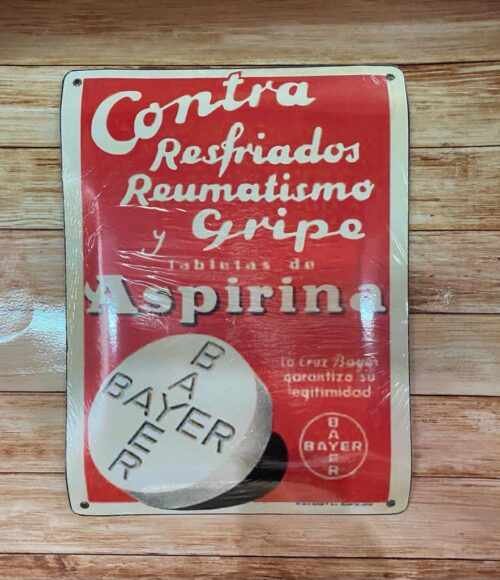 Contra
Resfriados
Reumatismo
y Gripe
Tabletas de
Aspirina
La Cruz Bayer
garantiza su
legitimidad
BAYER
BAYER
BAYER
BAYER